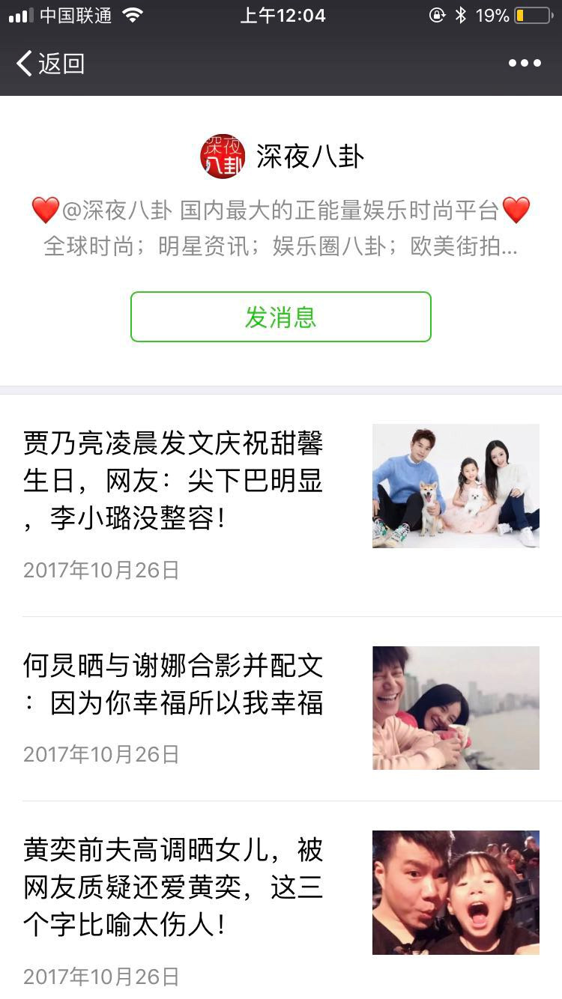 中国联通
上午12:04
19%
返回
深夜八卦
深夜八卦
❤️@深夜八卦 国内最大的正能量娱乐时尚平台❤️
全球时尚；明星资讯；娱乐圈八卦；欧美街拍...
发消息
贾乃亮凌晨发文庆祝甜馨
生日，网友：尖下巴明显
，李小璐没整容！
2017年10月26日
何炅晒与谢娜合影并配文
：因为你幸福所以我幸福
2017年10月26日
黄奕前夫高调晒女儿，被
网友质疑还爱黄奕，这三
个字比喻太伤人！
2017年10月26日